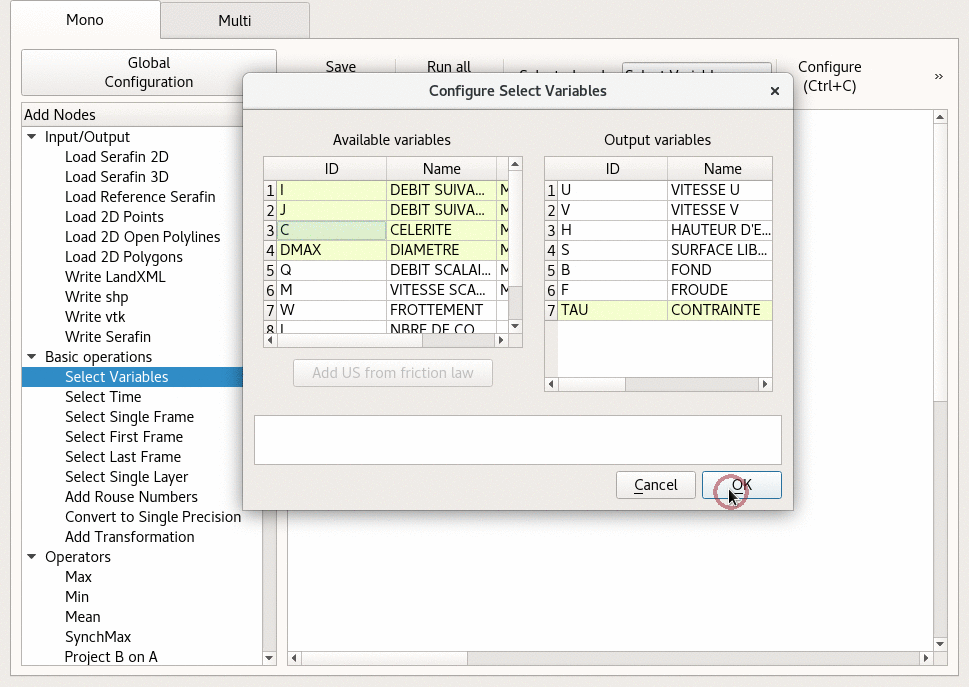 Mono
Multi
Global
Configuration
Save
Run all
Configure
(Ctrl+C)
»
Add Nodes
Input/Output
Load Serafin 2D
Load Serafin 3D
Load Reference Serafin
Load 2D Points
Load 2D Open Polylines
Load 2D Polygons
Write LandXML
Write shp
Write vtk
Write Serafin
Basic operations
Select Variables
Select Time
Select Single Frame
Select First Frame
Select Last Frame
Select Single Layer
Add Rouse Numbers
Convert to Single Precision
Add Transformation
Operators
Max
Min
Mean
SynchMax
Project B on A
Configure Select Variables
Available variables
ID Name
1 I DEBIT SUIVA... M
2 J DEBIT SUIVA... M
3 C CELERITE M
4 DMAX DIAMETRE M
5 Q DEBIT SCALAI... M
6 M VITESSE SCA... M
7 W FROTTEMENT
8 L NBRE DE CO
Add US from friction law
Output variables
ID Name
1 U VITESSE U
2 V VITESSE V
3 H HAUTEUR D'E...
4 S SURFACE LIB...
5 B FOND
6 F FROUDE
7 TAU CONTRAINTE
Cancel
OK